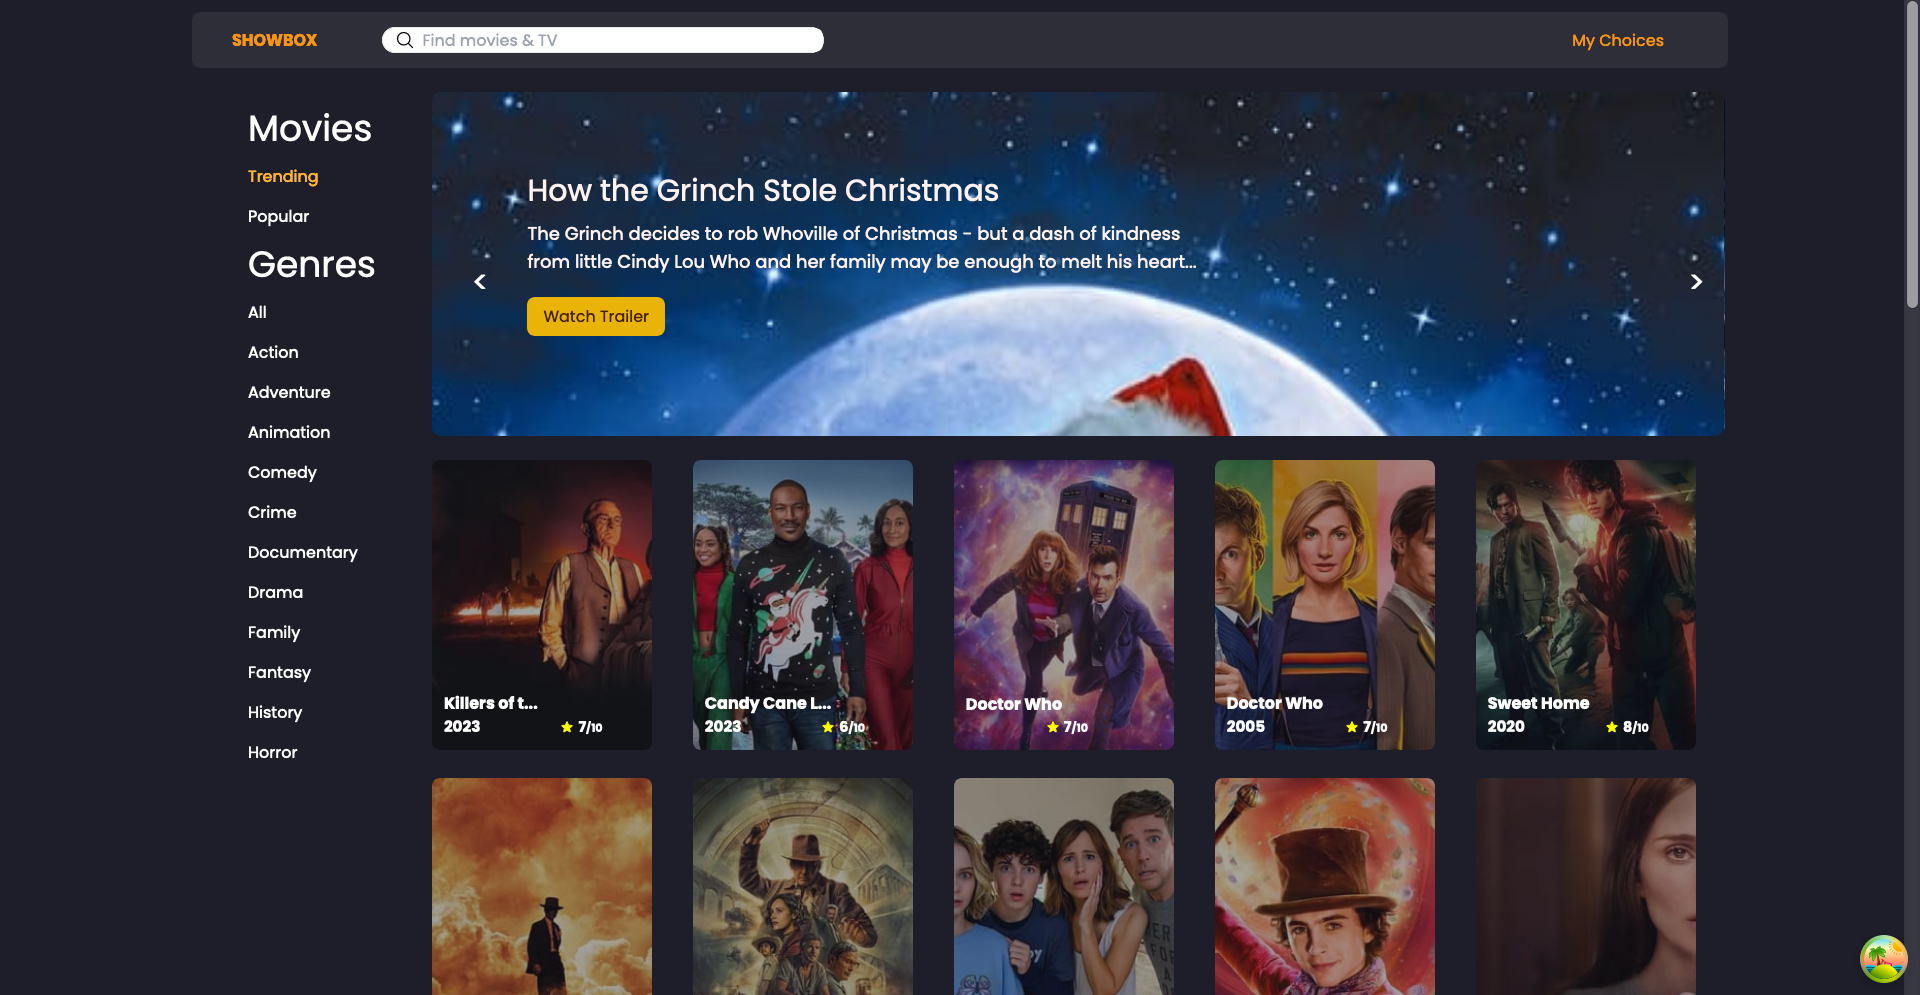 SHOWBOX
Find movies & TV
My Choices
Movies
Trending
Popular
Genres
All
Action
Adventure
Animation
Comedy
Crime
Documentary
Drama
Family
Fantasy
History
Horror
How the Grinch Stole Christmas
The Grinch decides to rob Whoville of Christmas - but a dash of kindness
from little Cindy Lou Who and her family may be enough to melt his heart...
<
>
Watch Trailer
Killers of t...
2023
7/10
Candy Cane L...
2023
6/10
Doctor Who
7/10
Doctor Who
2005
7/10
Sweet Home
2020
8/10